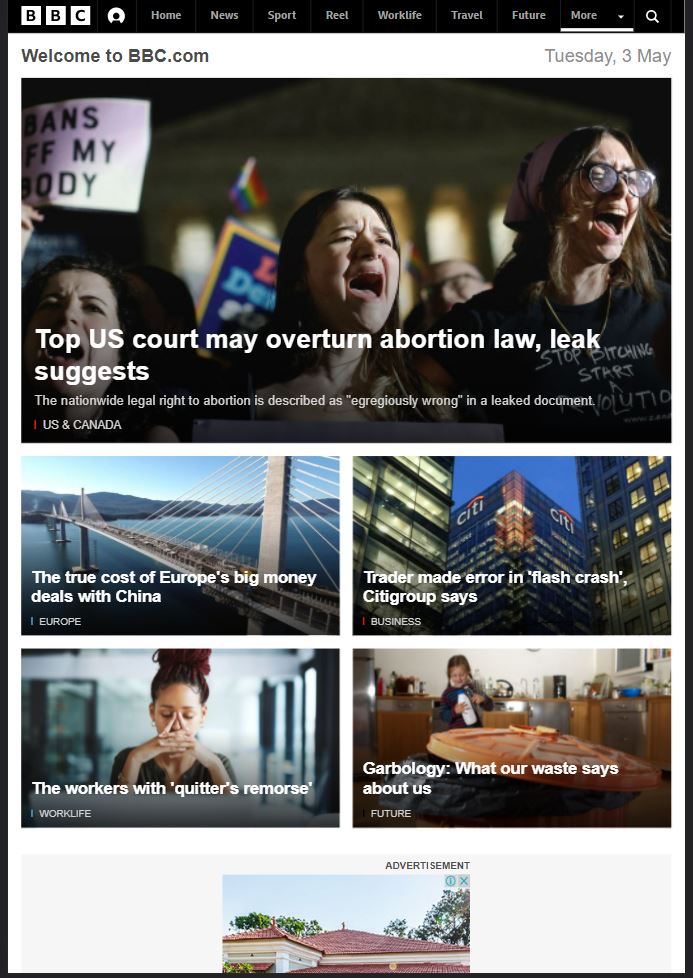 BBC Home News Sport Reel Worklife Travel Future More
Welcome to BBC.com Tuesday, 3 May
BANS
FF MY
BODY
STOP BITCHING
START
A
REVOLUTIO
Top US court may overturn abortion law, leak
suggests
The nationwide legal right to abortion is described as "egregiously wrong" in a leaked document.
US & CANADA
citi citi
The true cost of Europe's big money
deals with China
EUROPE
Trader made error in 'flash crash',
Citigroup says
BUSINESS
The workers with 'quitter's remorse'
WORKLIFE
Garbology: What our waste says
about us
FUTURE
ADVERTISEMENT